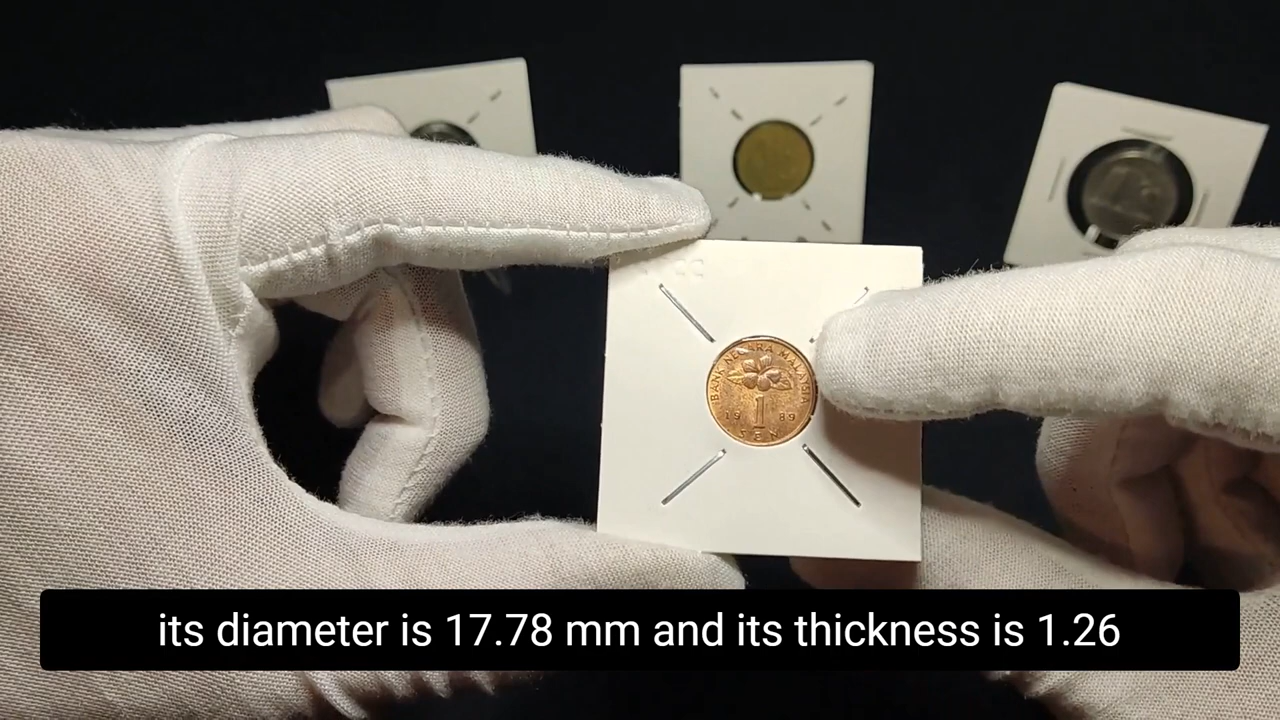 BANK NEGARA MALAYSIA
1
19 89
SEN
its diameter is 17.78 mm and its thickness is 1.26